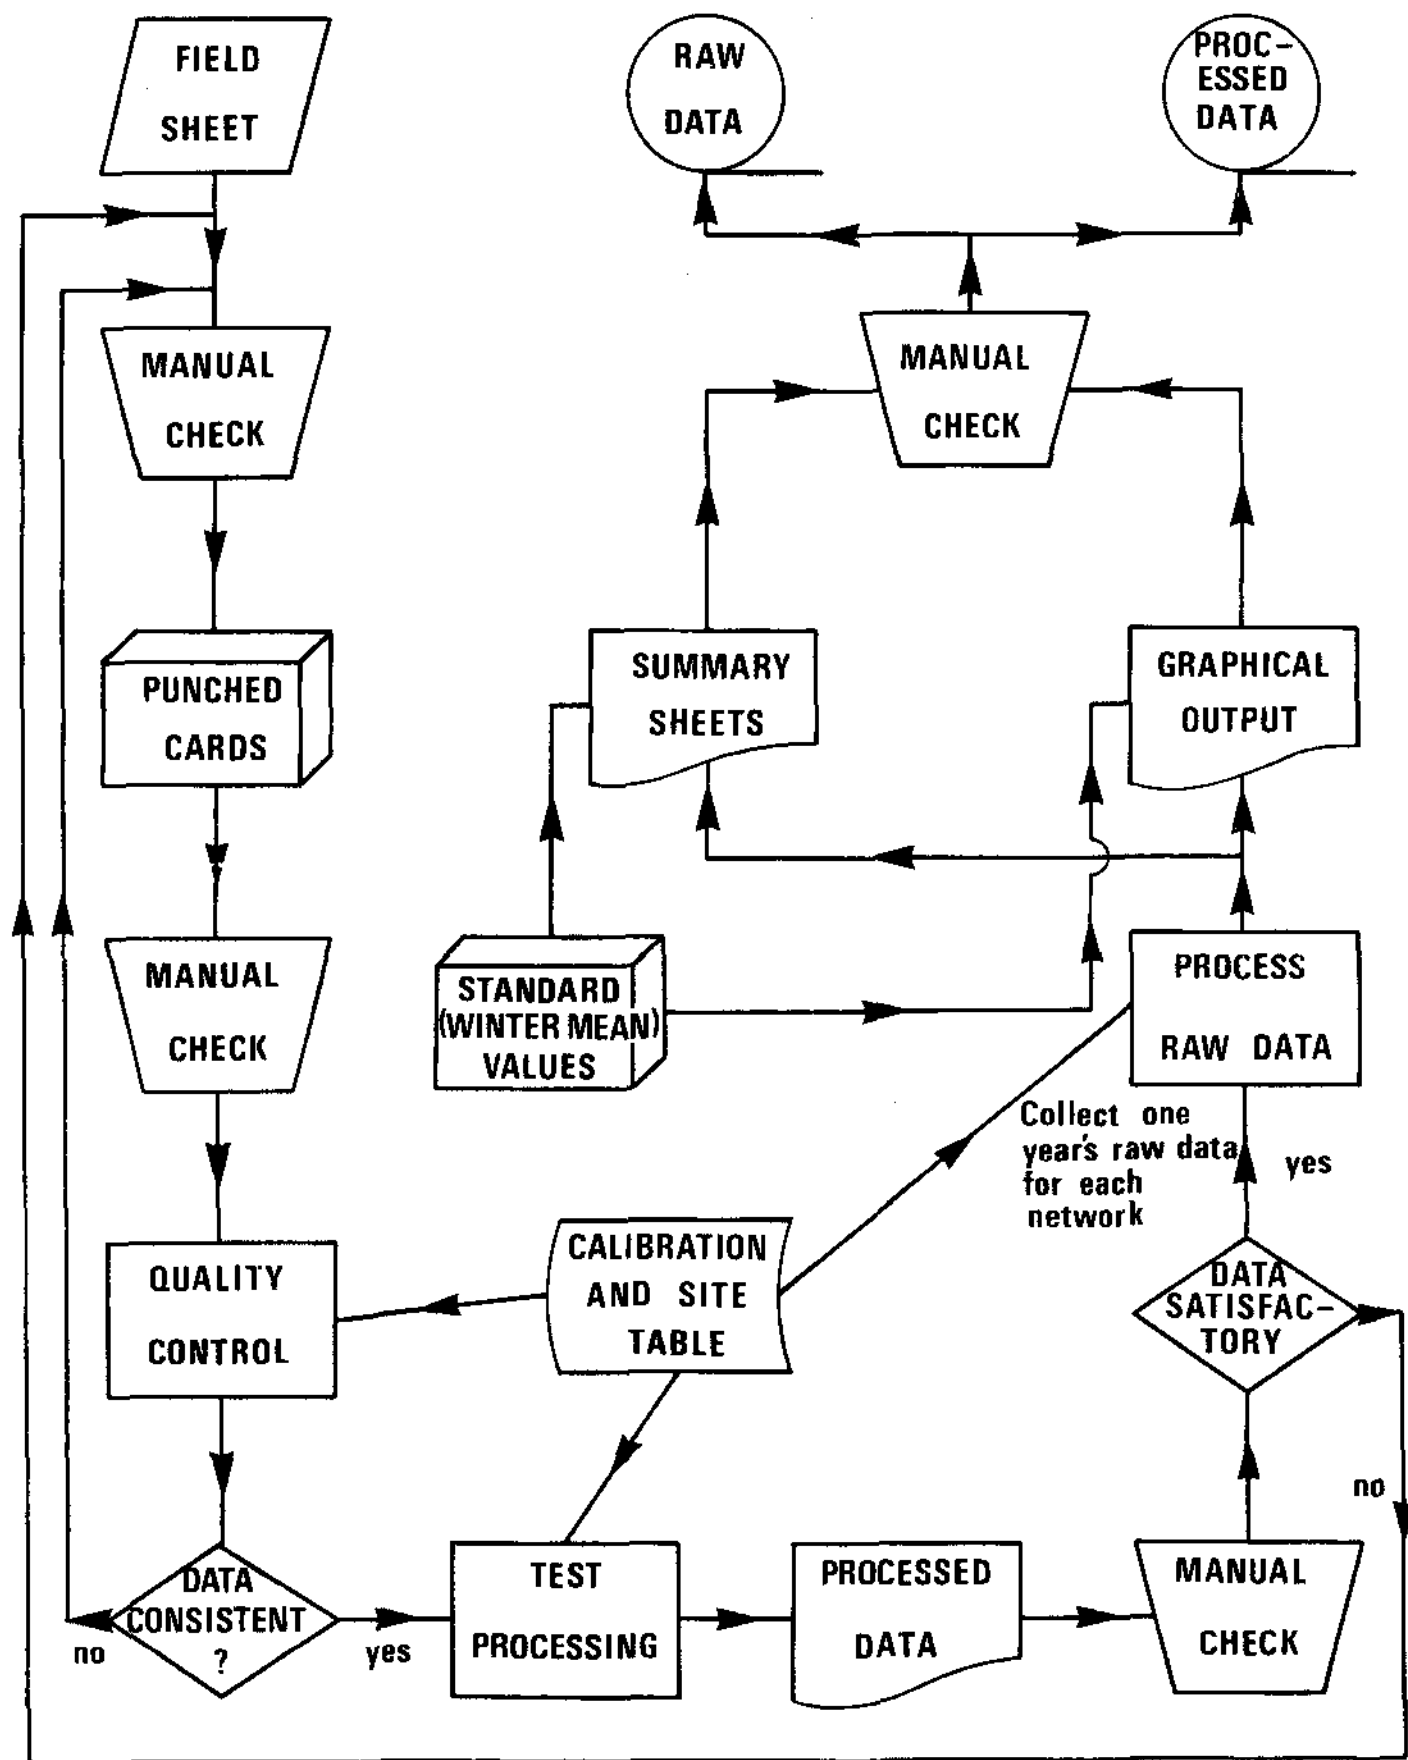 FIELD
SHEET
RAW
DATA
PROC-
ESSED
DATA
MANUAL
CHECK
MANUAL
CHECK
PUNCHED
CARDS
SUMMARY
SHEETS
GRAPHICAL
OUTPUT
MANUAL
CHECK
STANDARD
(WINTER MEAN)
VALUES
PROCESS
RAW DATA
Collect one
year's raw data
for each
network
yes
QUALITY
CONTROL
CALIBRATION
AND SITE
TABLE
DATA
SATISFAC-
TORY
no
DATA
CONSISTENT
?
no
yes
TEST
PROCESSING
PROCESSED
DATA
MANUAL
CHECK